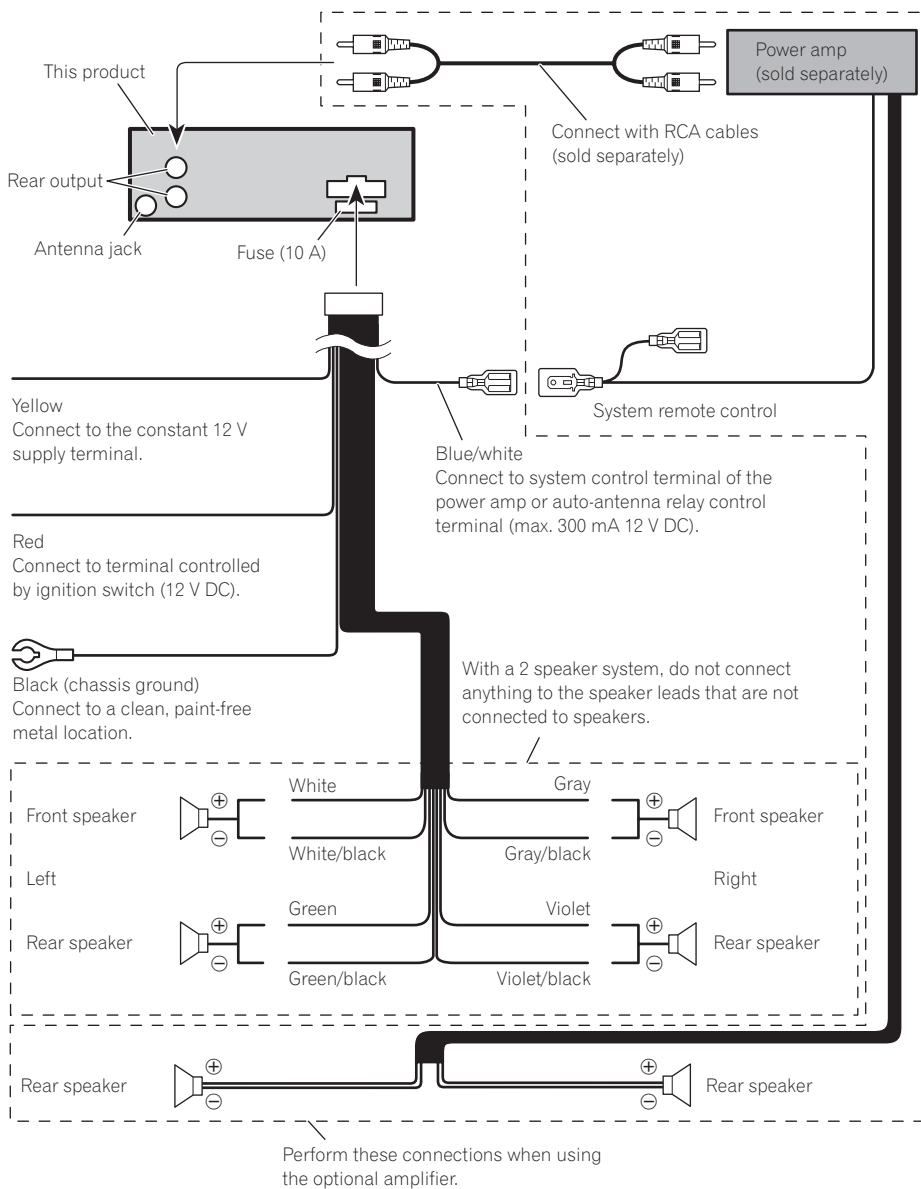 Power amp
(sold separately)
This product
Connect with RCA cables
(sold separately)
Rear output
Antenna jack
Fuse (10 A)
Yellow
Connect to the constant 12 V
supply terminal.
System remote control
Blue/white
Connect to system control terminal of the
power amp or auto-antenna relay control
terminal (max. 300 mA 12 V DC).
Red
Connect to terminal controlled
by ignition switch (12 V DC).
Black (chassis ground)
Connect to a clean, paint-free
metal location.
With a 2 speaker system, do not connect
anything to the speaker leads that are not
connected to speakers.
White
Gray
⊕
⊕
Front speaker
Front speaker
⊖
⊖
White/black
Gray/black
Left
Right
Green
Violet
⊕
⊕
Rear speaker
Rear speaker
⊖
⊖
Green/black
Violet/black
⊕
⊕
Rear speaker
Rear speaker
⊖
⊖
Perform these connections when using
the optional amplifier.